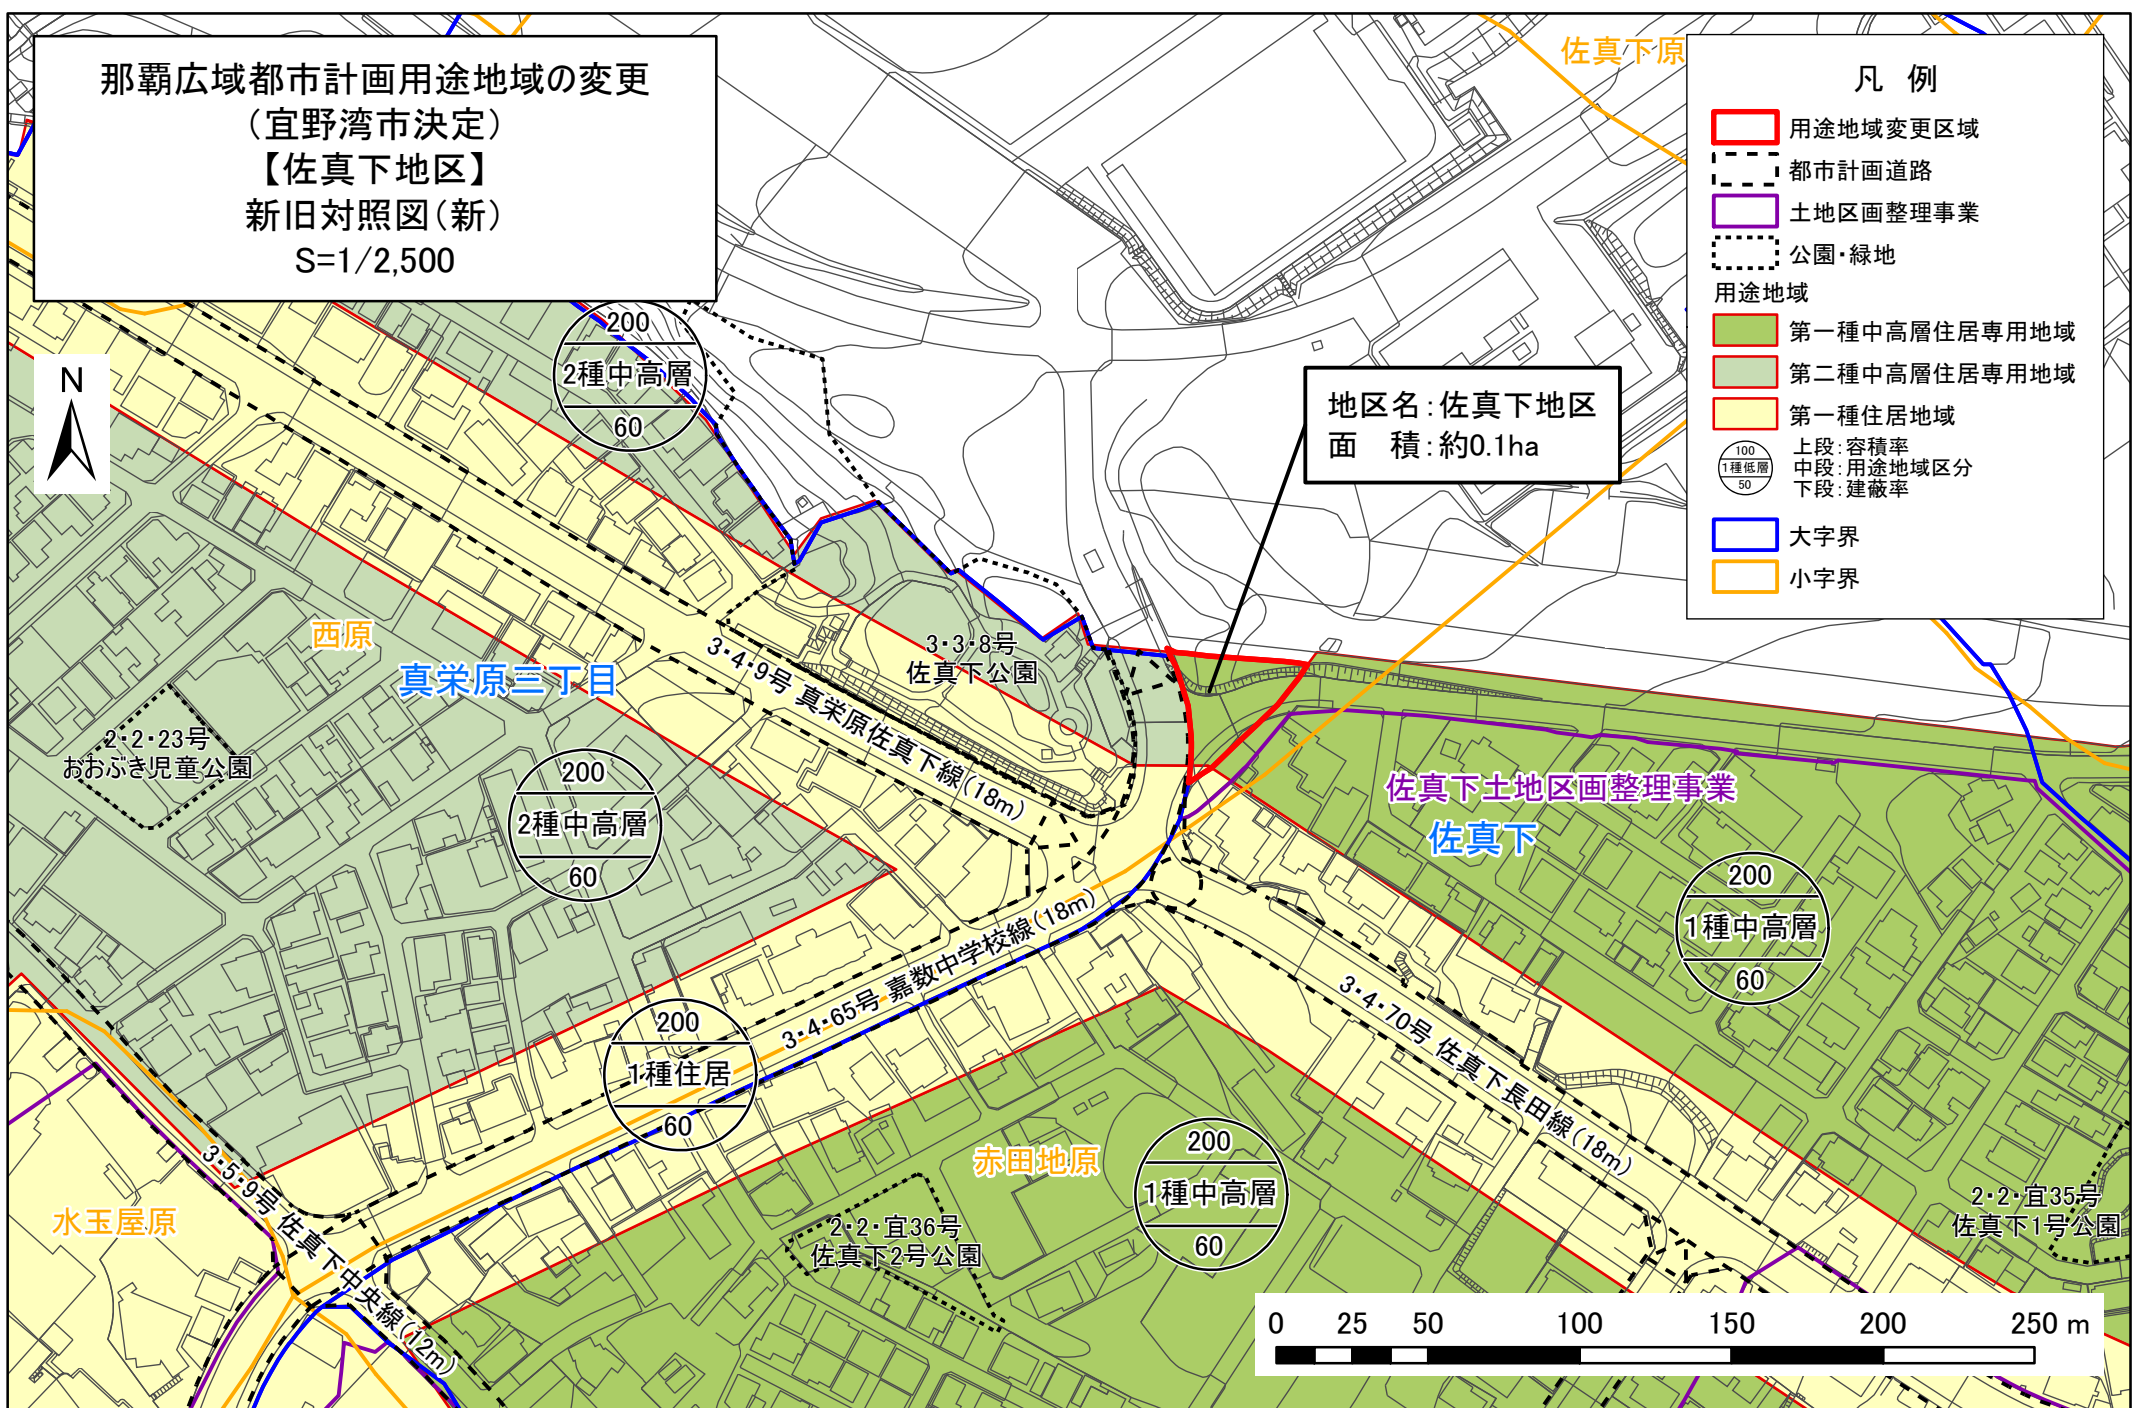 那覇広域都市計画用途地域の変更
（宜野湾市決定）
【佐真下地区】
新旧対照図（新）
S=1/2,500
佐真下原
凡 例
用途地域変更区域
都市計画道路
土地区画整理事業
公園・緑地
用途地域
第一種中高層住居専用地域
第二種中高層住居専用地域
第一種住居地域
100
1種低層
50
上段：容積率
中段：用途地域区分
下段：建蔽率
大字界
小字界
N
200
2種中高層
60
地区名：佐真下地区
面 積：約0.1ha
西原
真栄原三丁目
3・3・8号
佐真下公園
3・4・9号 真栄原佐真下線（18m）
2・2・23号
おおぶき児童公園
200
2種中高層
60
佐真下土地区画整理事業
佐真下
200
1種中高層
60
3・4・65号 嘉数中学校線（18m）
200
1種住居
60
3・4・70号 佐真下長田線（18m）
赤田地原
200
1種中高層
60
3・5・9号 佐真下中央線（12m）
水玉屋原
2・2・宜36号
佐真下2号公園
2・2・宜35号
佐真下1号公園
0 25 50 100 150 200 250 m